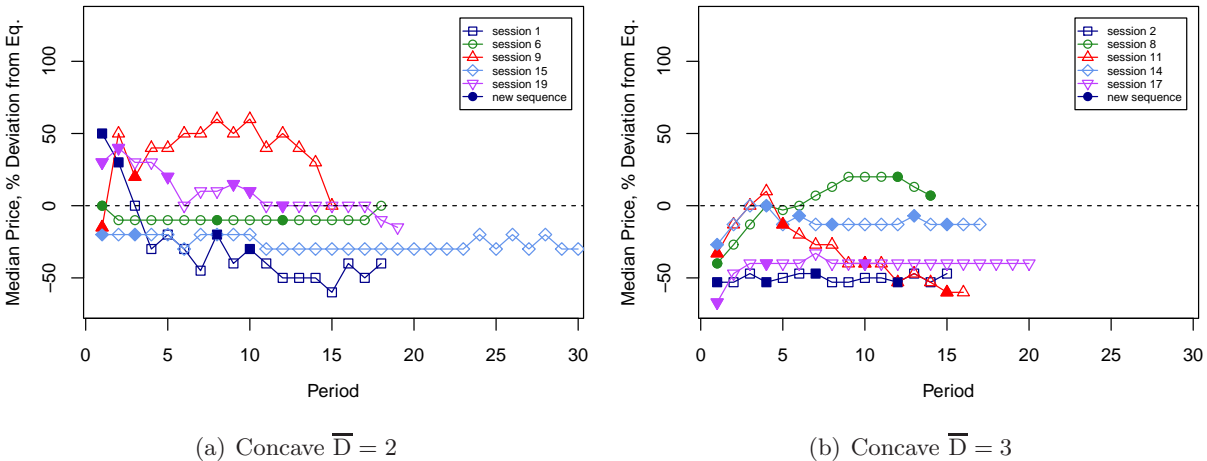 Median Price, % Deviation from Eq.
100
50
0
−50
session 1
session 6
session 9
session 15
session 19
new sequence
0 5 10 15 20 25 30
Period
(a) Concave D̅ = 2
Median Price, % Deviation from Eq.
100
50
0
−50
session 2
session 8
session 11
session 14
session 17
new sequence
0 5 10 15 20 25 30
Period
(b) Concave D̅ = 3